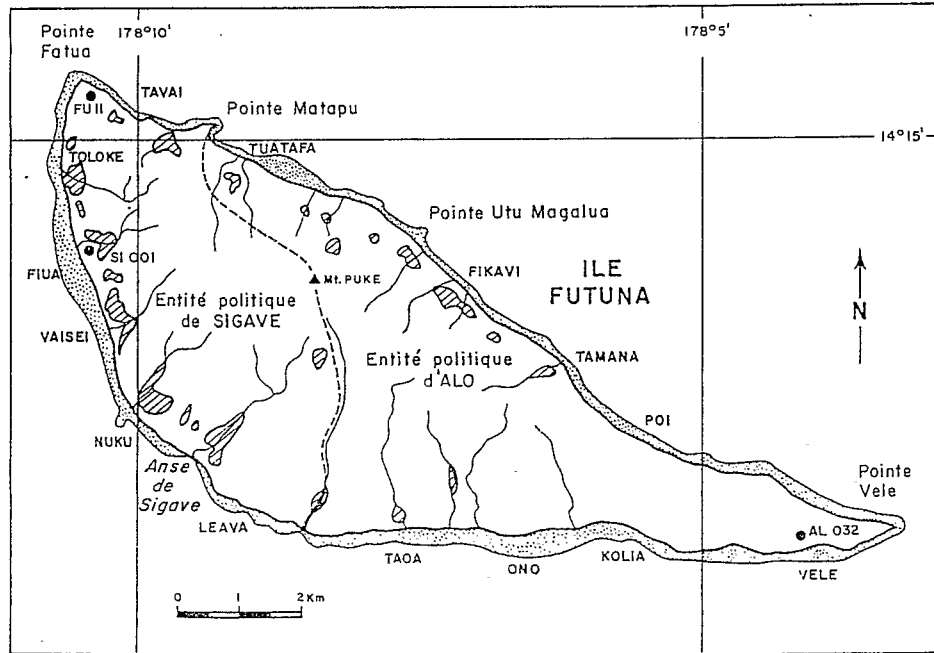 Pointe
Fatua
178°10'
178°5'
TAVAI
FU 11
Pointe Matapu
14°15'
TUATAFA
TOLOKE
Pointe Utu Magalua
SI 001
FIUA
Mt. PUKE
FIKAVI
ILE
FUTUNA
N
Entité politique
de SIGAVE
VAISEI
Entité politique
d'ALO
TAMANA
POI
NUKU
Anse
de
Sigave
Pointe
Vele
LEAVA
AL 032
TAOA
ONO
KOLIA
VELE
0 1 2 Km